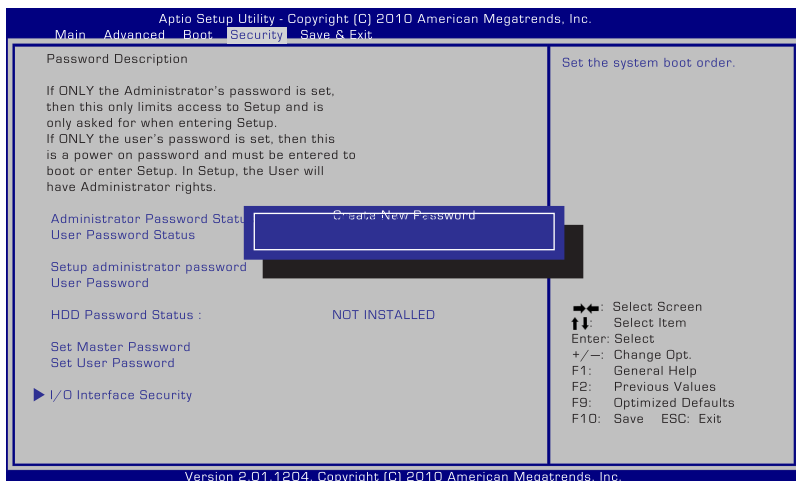 Aptio Setup Utility - Copyright (C) 2010 American Megatrends, Inc.
Main Advanced Boot Security Save & Exit
Password Description
If ONLY the Administrator's password is set,
then this only limits access to Setup and is
only asked for when entering Setup.
If ONLY the user's password is set, then this
is a power on password and must be entered to
boot or enter Setup. In Setup, the User will
have Administrator rights.
Administrator Password Statu
User Password Status
Create New Password
Setup administrator password
User Password
HDD Password Status : NOT INSTALLED
Set Master Password
Set User Password
I/O Interface Security
Set the system boot order.
→←: Select Screen
↑↓: Select Item
Enter: Select
+/—: Change Opt.
F1: General Help
F2: Previous Values
F9: Optimized Defaults
F10: Save ESC: Exit
Version 2.01.1204. Copyright (C) 2010 American Megatrends, Inc.